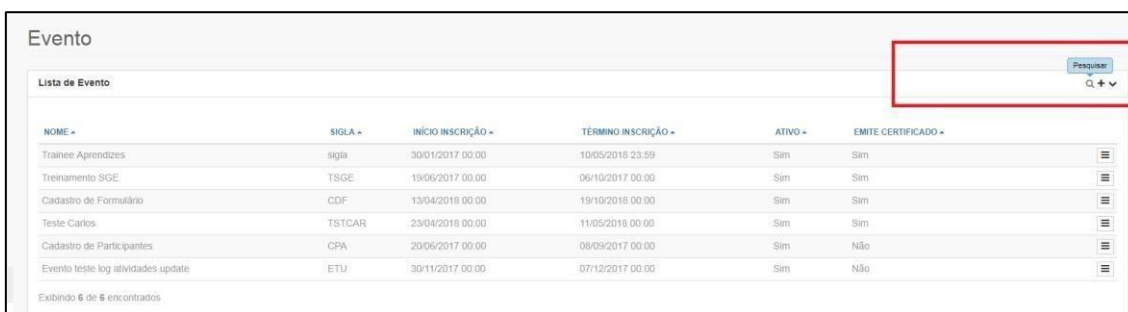 Evento
Pesquisar
Lista de Evento
NOME INÍCIO INSCRIÇÃO SIGLA TÉRMINO INSCRIÇÃO ATIVO EMITE CERTIFICADO
Trainee Aprendizes sigla 30/01/2017 00:00 10/05/2018 23:59 Sim Sim
Treinamento SGE TSGE 19/06/2017 00:00 06/10/2017 00:00 Sim Sim
Cadastro de Formulário CDF 13/04/2018 00:00 19/10/2018 00:00 Sim Sim
Teste Carlos TSTCAR 23/04/2018 00:00 11/05/2018 00:00 Sim Sim
Cadastro de Participantes CPA 20/06/2017 00:00 08/09/2017 00:00 Sim Não
Evento teste log atividades update ETU 30/11/2017 00:00 07/12/2017 00:00 Sim Não
Exibindo 6 de 6 encontrados